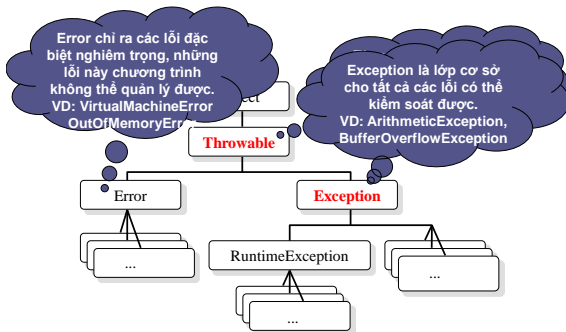 Error chỉ ra các lỗi đặc
biệt nghiêm trọng, những
lỗi này chương trình
không thể quản lý được.
VD: VirtualMachineError
OutOfMemoryErr
Exception là lớp cơ sở
cho tất cả các lỗi có thể
kiểm soát được.
VD: ArithmeticException,
BufferOverflowException
Throwable
Error
Exception
...
RuntimeException
...
...